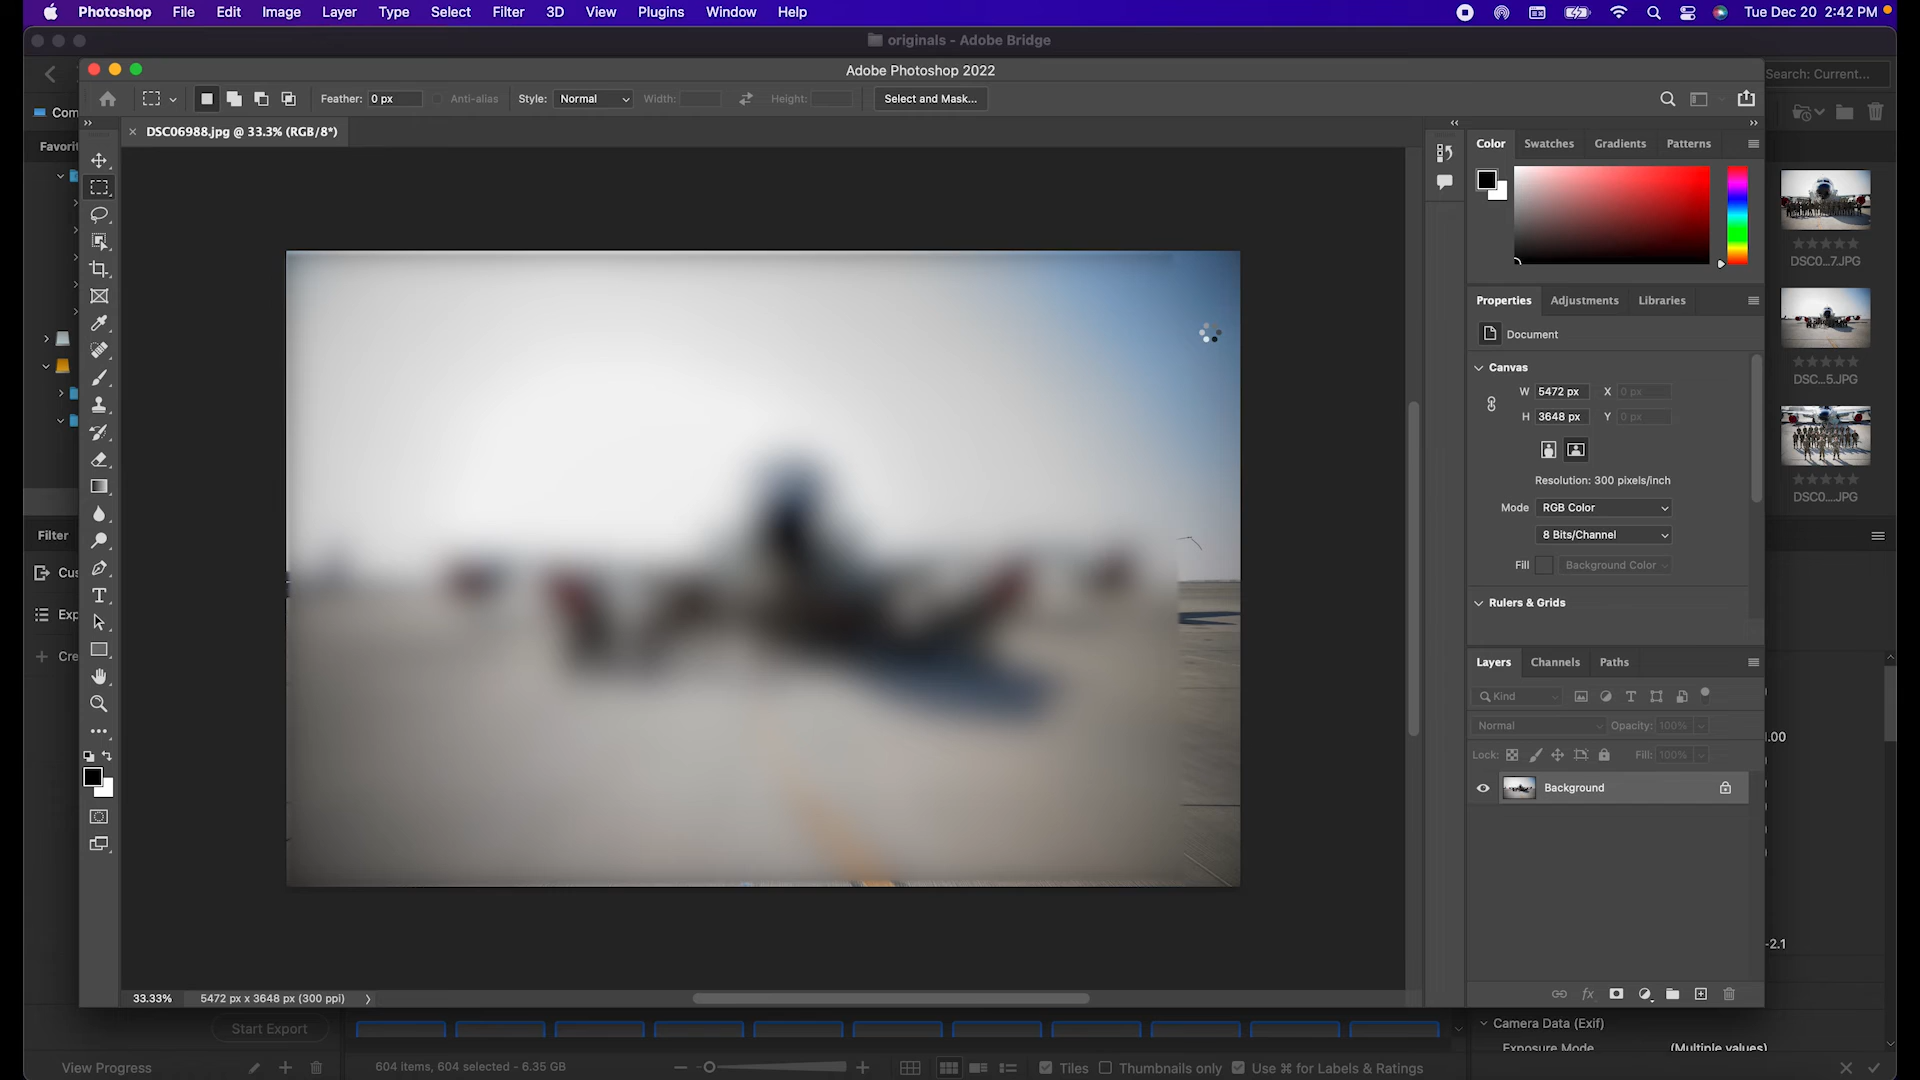 Photoshop File Edit Image Layer Type Select Filter 3D View Plugins Window Help Tue Dec 20 2:42 PM
originals - Adobe Bridge
Adobe Photoshop 2022
Search: Current...
Feather: 0 px Anti-alias Style: Normal Width: Height: Select and Mask...
Com
DSC06988.jpg @ 33.3% (RGB/8*)
Favorit
Color Swatches Gradients Patterns
DSC0...7.JPG
Properties Adjustments Libraries
Document
Canvas
W 5472 px X 0 px
H 3648 px Y 0 px
DSC...5.JPG
Resolution: 300 pixels/inch
DSC0....JPG
Mode RGB Color
8 Bits/Channel
Fill Background Color
Filter
Cus
Rulers & Grids
Exp
Cre
Layers Channels Paths
Kind
Normal Opacity: 100%
.00
Lock: Fill: 100%
Background
-2.1
33.33% 5472 px x 3648 px (300 ppi)
Start Export
Camera Data (Exif)
Exposure Mode (Multiple values)
View Progress
604 items, 604 selected - 6.35 GB
Tiles Thumbnails only Use ⌘ for Labels & Ratings